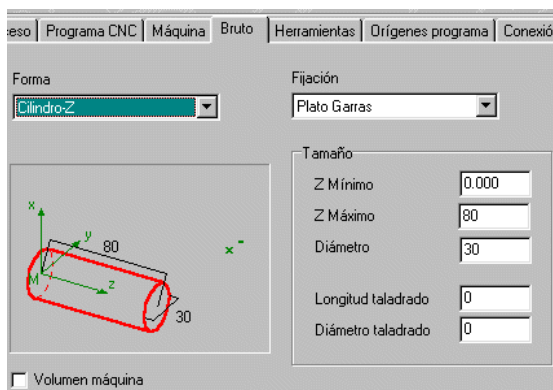 ceso Programa CNC Máquina Bruto Herramientas Orígenes programa Conexió
Forma
Cilindro-Z
Fijación
Plato Garras
Tamaño
Z Mínimo 0.000
Z Máximo 80
Diámetro 30
Longitud taladrado 0
Diámetro taladrado 0
x
y
80
x
M
z
30
Volumen máquina